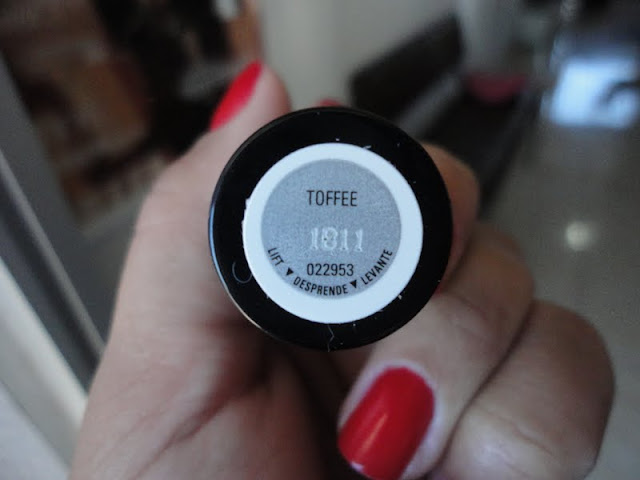 TOFFEE
1811
022953
LIFT ▼ DESPRENDE ▼ LEVANTE